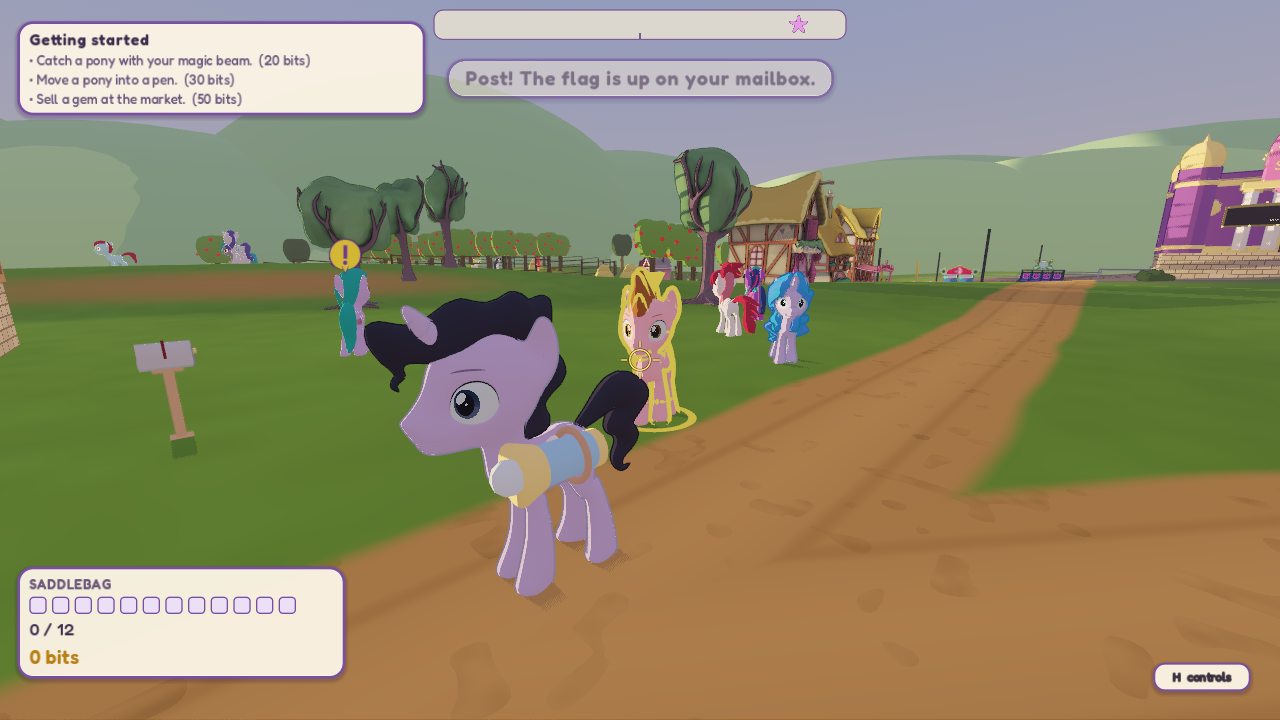 Getting started
• Catch a pony with your magic beam. (20 bits)
• Move a pony into a pen. (30 bits)
• Sell a gem at the market. (50 bits)
Post! The flag is up on your mailbox.
SADDLEBAG
0 / 12
0 bits
H controls